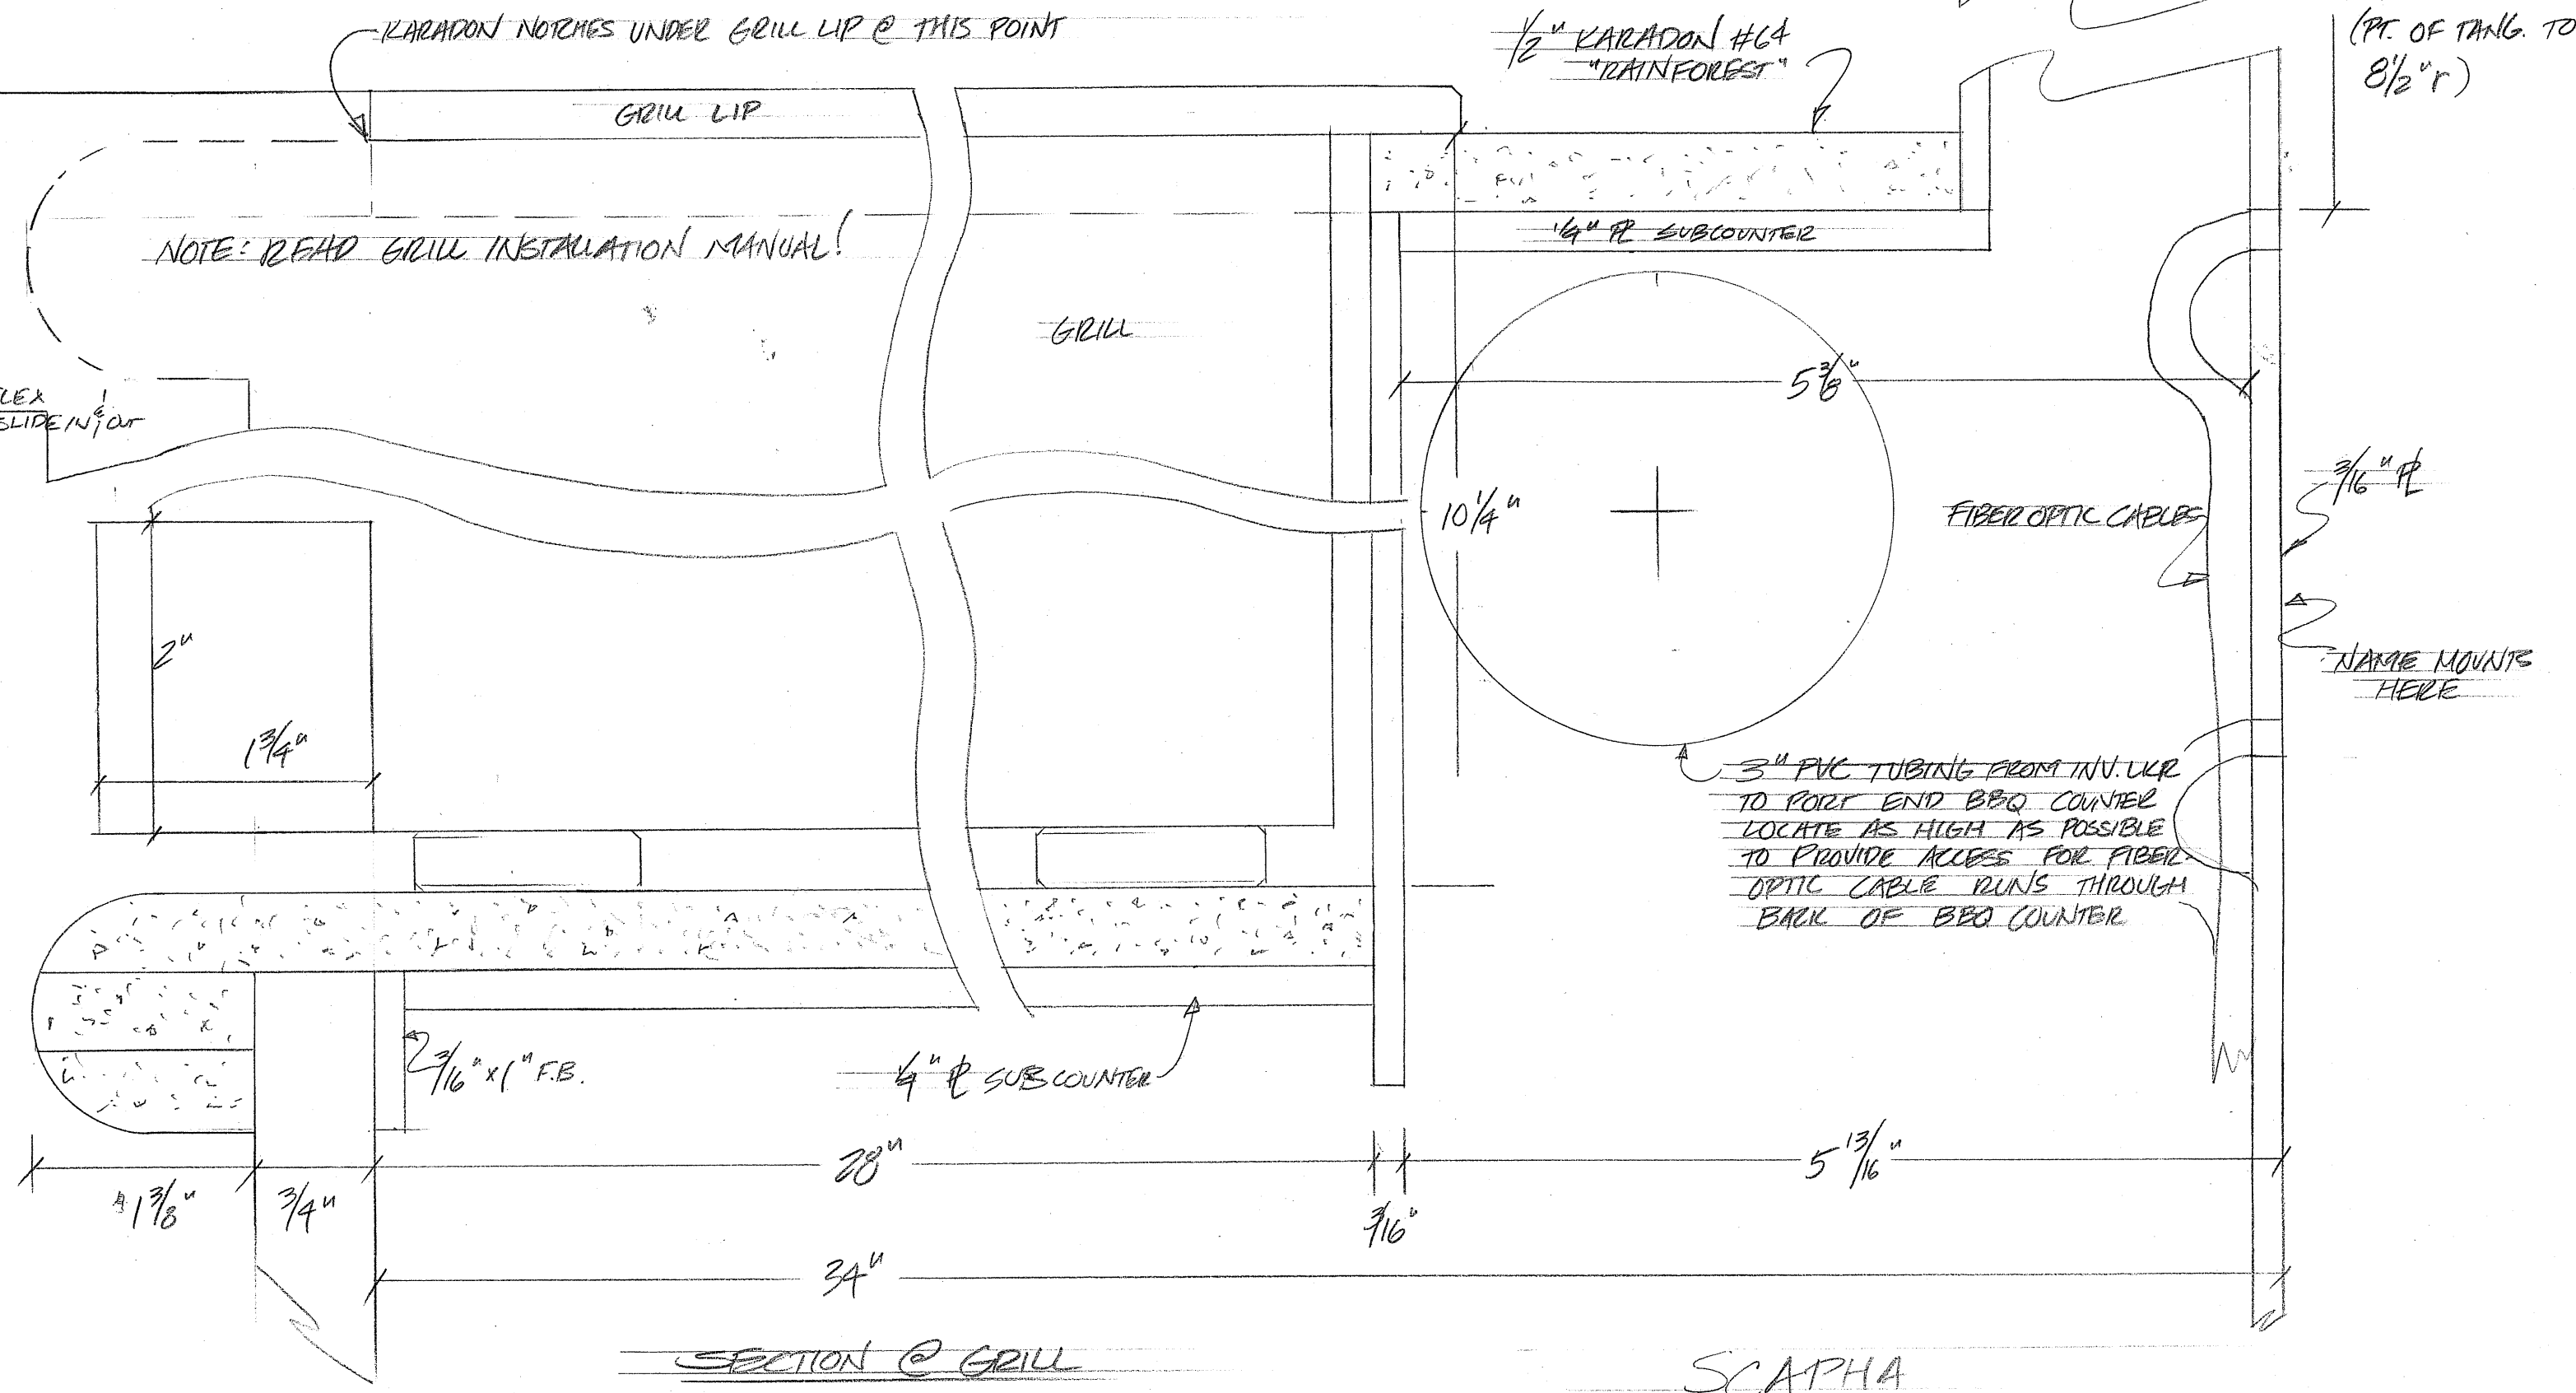 KARADON NOTCHES UNDER GRILL LIP @ THIS POINT
1/2" KARADON #64
"RAINFOREST"
(PT. OF TANG. TO
8 1/2" r)
GRILL LIP
NOTE: READ GRILL INSTALLATION MANUAL!
1/4" ℄ SUBCOUNTER
GRILL
5 3/8"
SLIDE IN & OUT
10 1/4"
FIBER OPTIC CABLES
3/16" ℄
2"
NAME MOUNTS
HERE
1 3/4"
3" PVC TUBING FROM INV. LKR
TO PORT END BBQ COUNTER
LOCATE AS HIGH AS POSSIBLE
TO PROVIDE ACCESS FOR FIBER-
OPTIC CABLE RUNS THROUGH
BACK OF BBQ COUNTER
3/16" x 1" F.B.
1/4" ℄ SUBCOUNTER
28"
5 13/16"
1 3/8"
3/4"
3/16"
34"
SECTION @ GRILL
SCAPHA